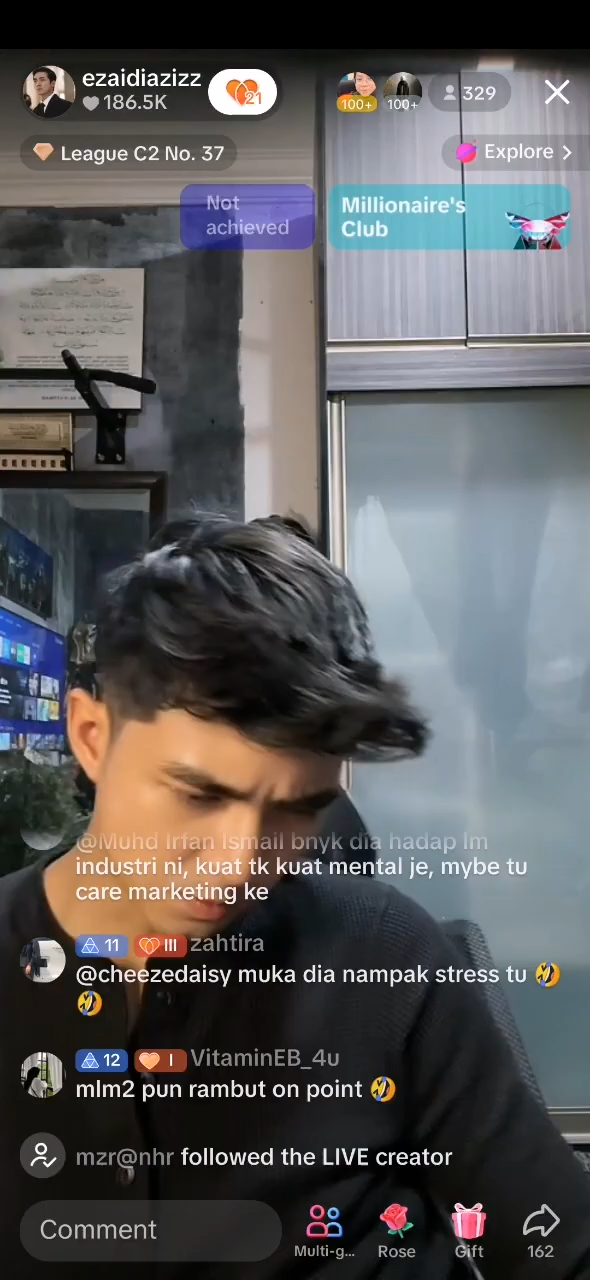 ezaidiazizz
186.5K
21
100+
100+
329
League C2 No. 37
Explore >
Not
achieved
Millionaire's
Club
@Muhd Irfan Ismail bnyk dia hadap lm
industri ni, kuat tk kuat mental je, mybe tu
care marketing ke
11 III zahtira
@cheezedaisy muka dia nampak stress tu 🤣
🤣
12 I VitaminEB_4u
mlm2 pun rambut on point 🤣
mzr@nhr followed the LIVE creator
Comment
Multi-g...
Rose
Gift
162